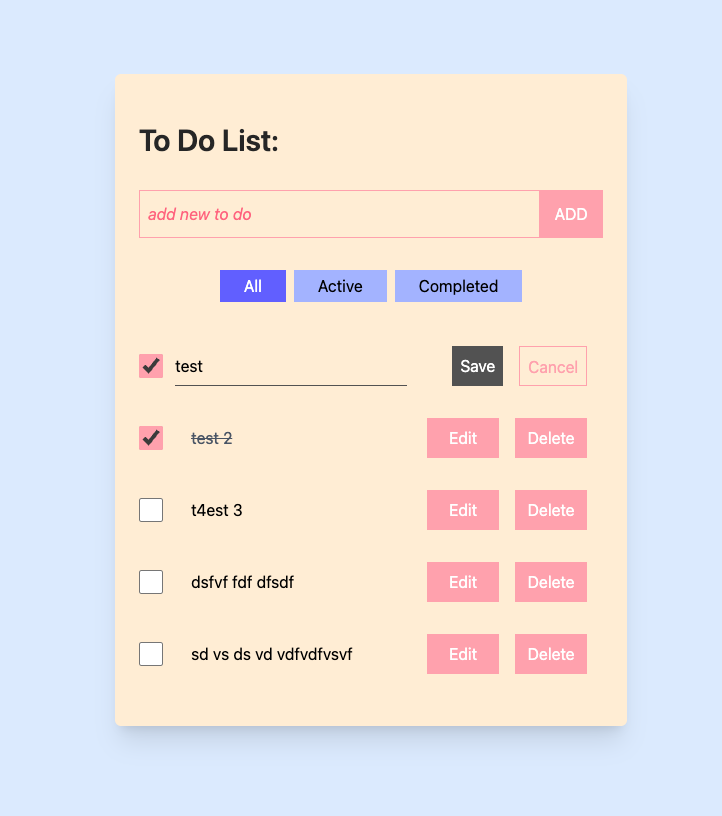 To Do List:
add new to do ADD
All Active Completed
test Save Cancel
test 2 Edit Delete
t4est 3 Edit Delete
dsfvf fdf dfsdf Edit Delete
sd vs ds vd vdfvdfvsvf Edit Delete